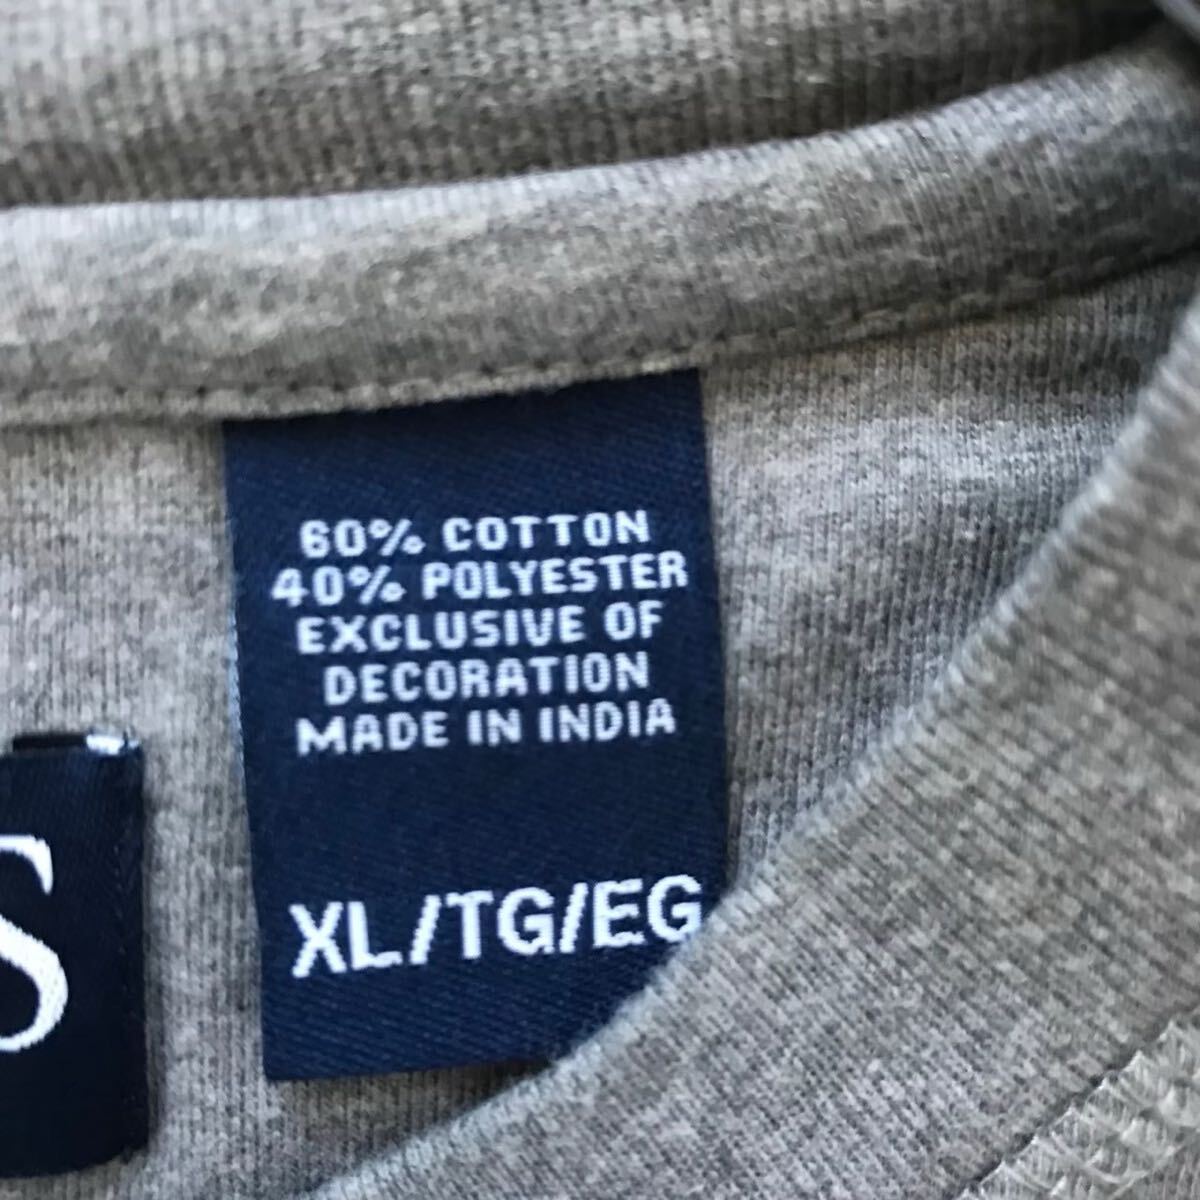 60% COTTON
40% POLYESTER
EXCLUSIVE OF
DECORATION
MADE IN INDIA
XL/TG/EG
S